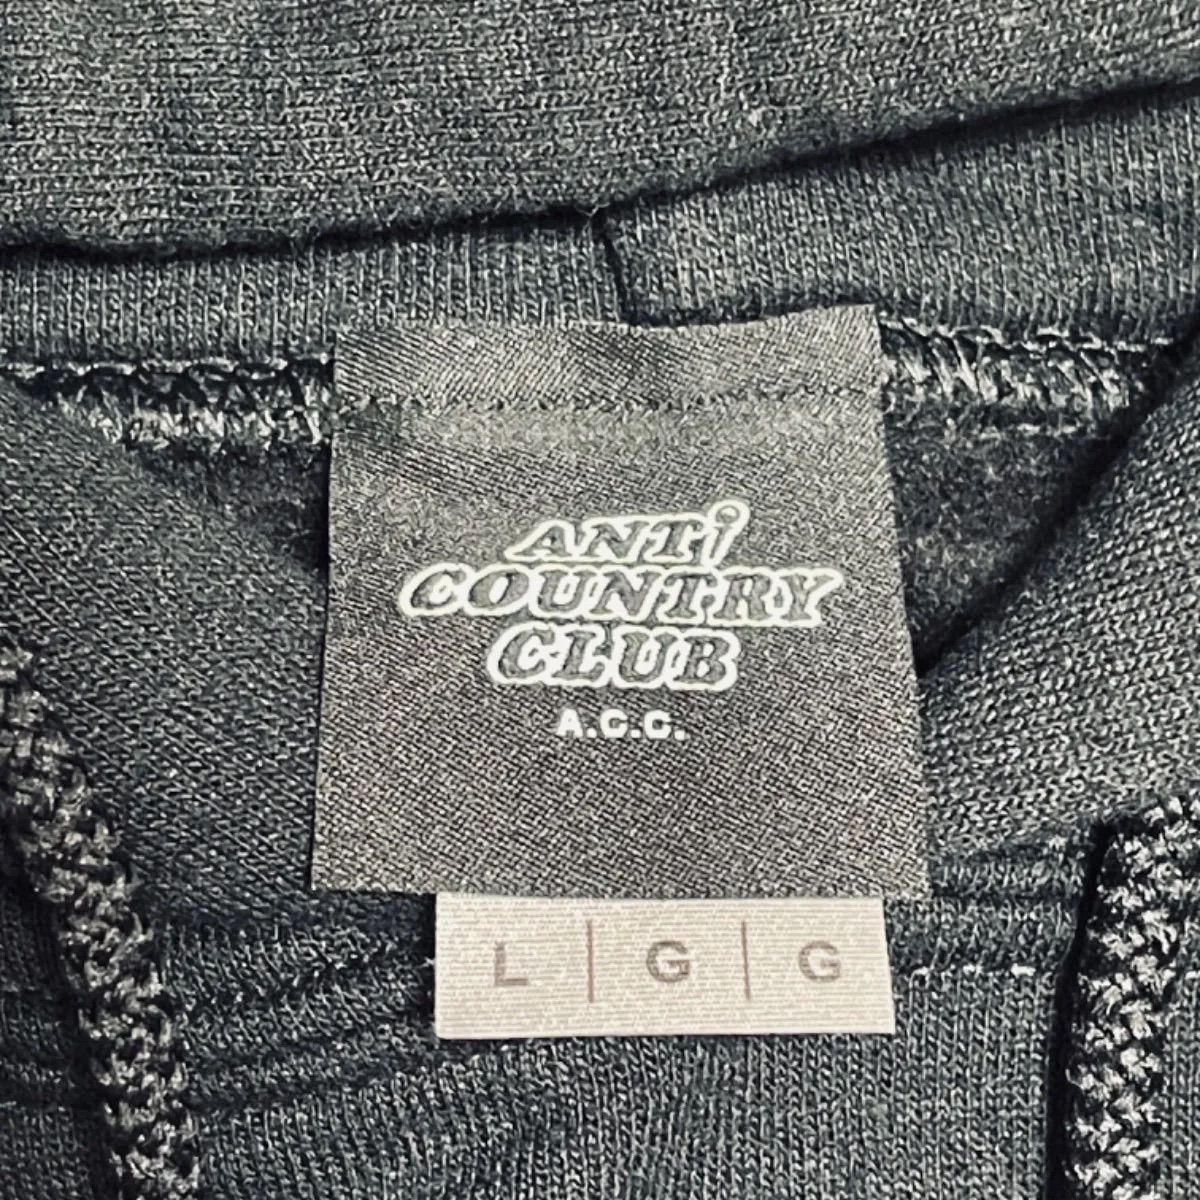 ANTi
COUNTRY
CLUB
A.C.C.
L | G | G